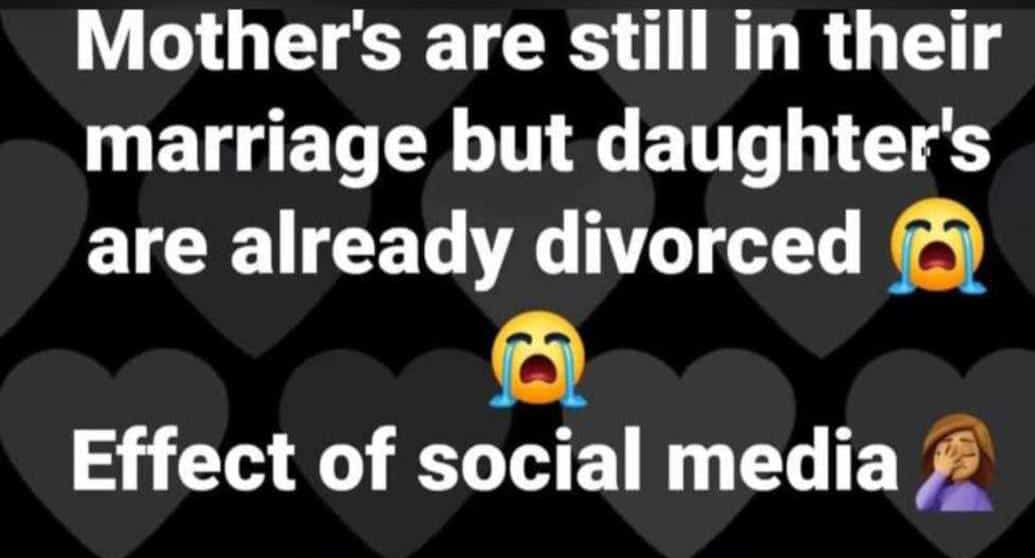 Mother's are still in their
marriage but daughter's
are already divorced 😭
😭
Effect of social media🤦🏽‍♀️